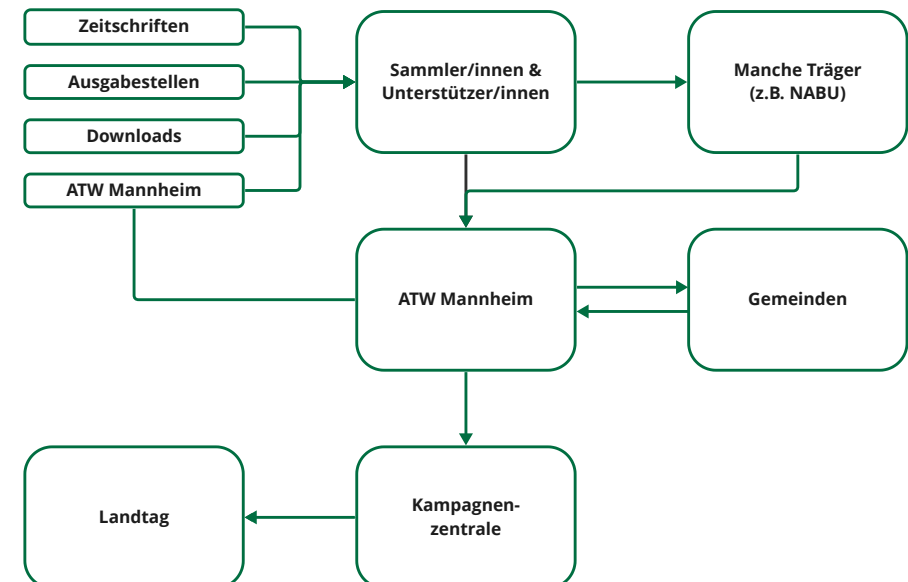 Zeitschriften
Ausgabestellen
Downloads
ATW Mannheim
Sammler/innen &
Unterstützer/innen
Manche Träger
(z.B. NABU)
ATW Mannheim
Gemeinden
Landtag
Kampagnen-
zentrale